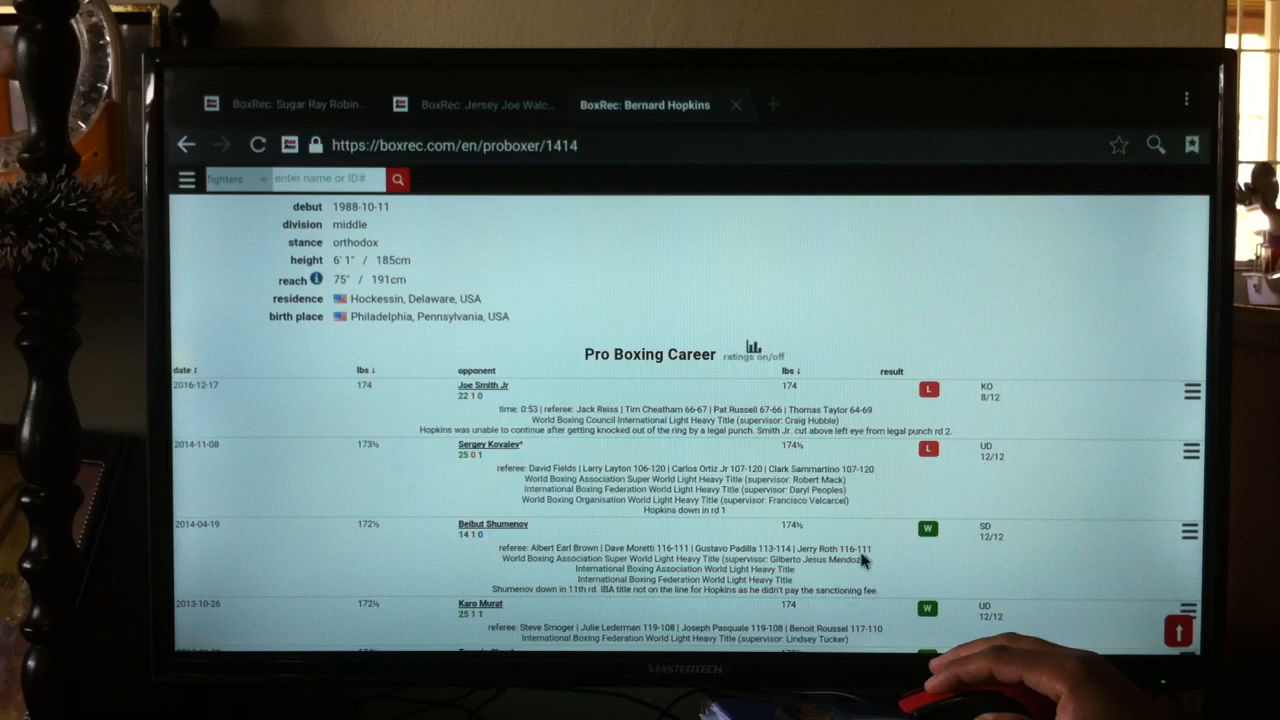 BoxRec: Sugar Ray Robin...
BoxRec: Jersey Joe Walc...
BoxRec: Bernard Hopkins
https://boxrec.com/en/proboxer/1414
fighters
enter name or ID#
debut 1988-10-11
division middle
stance orthodox
height 6' 1" / 185cm
reach 75" / 191cm
residence Hockessin, Delaware, USA
birth place Philadelphia, Pennsylvania, USA
Pro Boxing Career ratings on/off
date lbs opponent lbs result
2016-12-17 174 Joe Smith Jr 174 L KO
22 1 0 8/12
time: 0:53 | referee: Jack Reiss | Tim Cheatham 66-67 | Pat Russell 67-66 | Thomas Taylor 64-69
World Boxing Council International Light Heavy Title (supervisor: Craig Hubble)
Hopkins was unable to continue after getting knocked out of the ring by a legal punch. Smith Jr. cut above left eye from legal punch rd 2.
2014-11-08 173½ Sergey Kovalev* 174½ L UD
25 0 1 12/12
referee: David Fields | Larry Layton 106-120 | Carlos Ortiz Jr 107-120 | Clark Sammartino 107-120
World Boxing Association Super World Light Heavy Title (supervisor: Robert Mack)
International Boxing Federation World Light Heavy Title (supervisor: Daryl Peoples)
World Boxing Organisation World Light Heavy Title (supervisor: Francisco Valcarcel)
Hopkins down in rd 1
2014-04-19 172½ Beibut Shumenov 174½ W SD
14 1 0 12/12
referee: Albert Earl Brown | Dave Moretti 116-111 | Gustavo Padilla 113-114 | Jerry Roth 116-111
World Boxing Association Super World Light Heavy Title (supervisor: Gilberto Jesus Mendoz
International Boxing Association World Light Heavy Title
International Boxing Federation World Light Heavy Title
Shumenov down in 11th rd. IBA title not on the line for Hopkins as he didn't pay the sanctioning fee.
2013-10-26 172½ Karo Murat 174 W UD
25 1 1 12/12
referee: Steve Smoger | Julie Lederman 119-108 | Joseph Pasquale 119-108 | Benoit Roussel 117-110
International Boxing Federation World Light Heavy Title (supervisor: Lindsey Tucker)
MASTERTECH